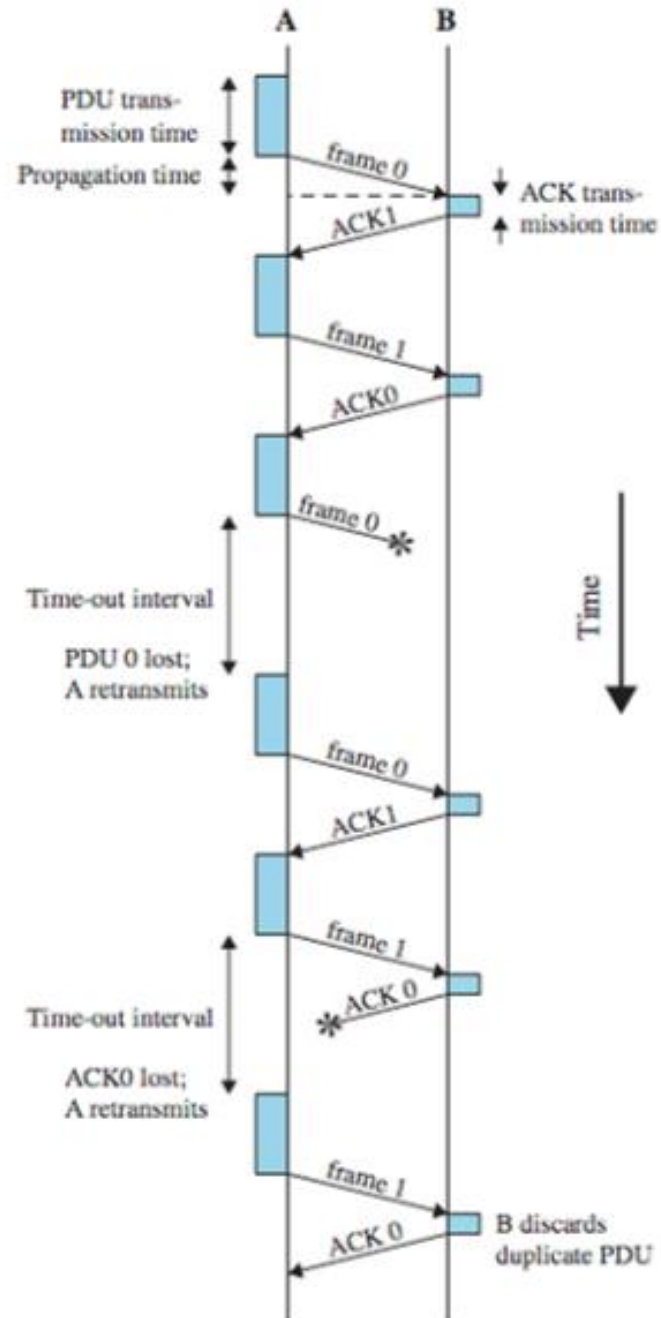 A
B
PDU trans-
mission time
Propagation time
frame 0
ACK trans-
mission time
ACK1
frame 1
ACK0
frame 0
Time-out interval
Time
PDU 0 lost;
A retransmits
frame 0
ACK1
frame 1
ACK 0
Time-out interval
ACK0 lost;
A retransmits
frame 1
ACK 0
B discards
duplicate PDU